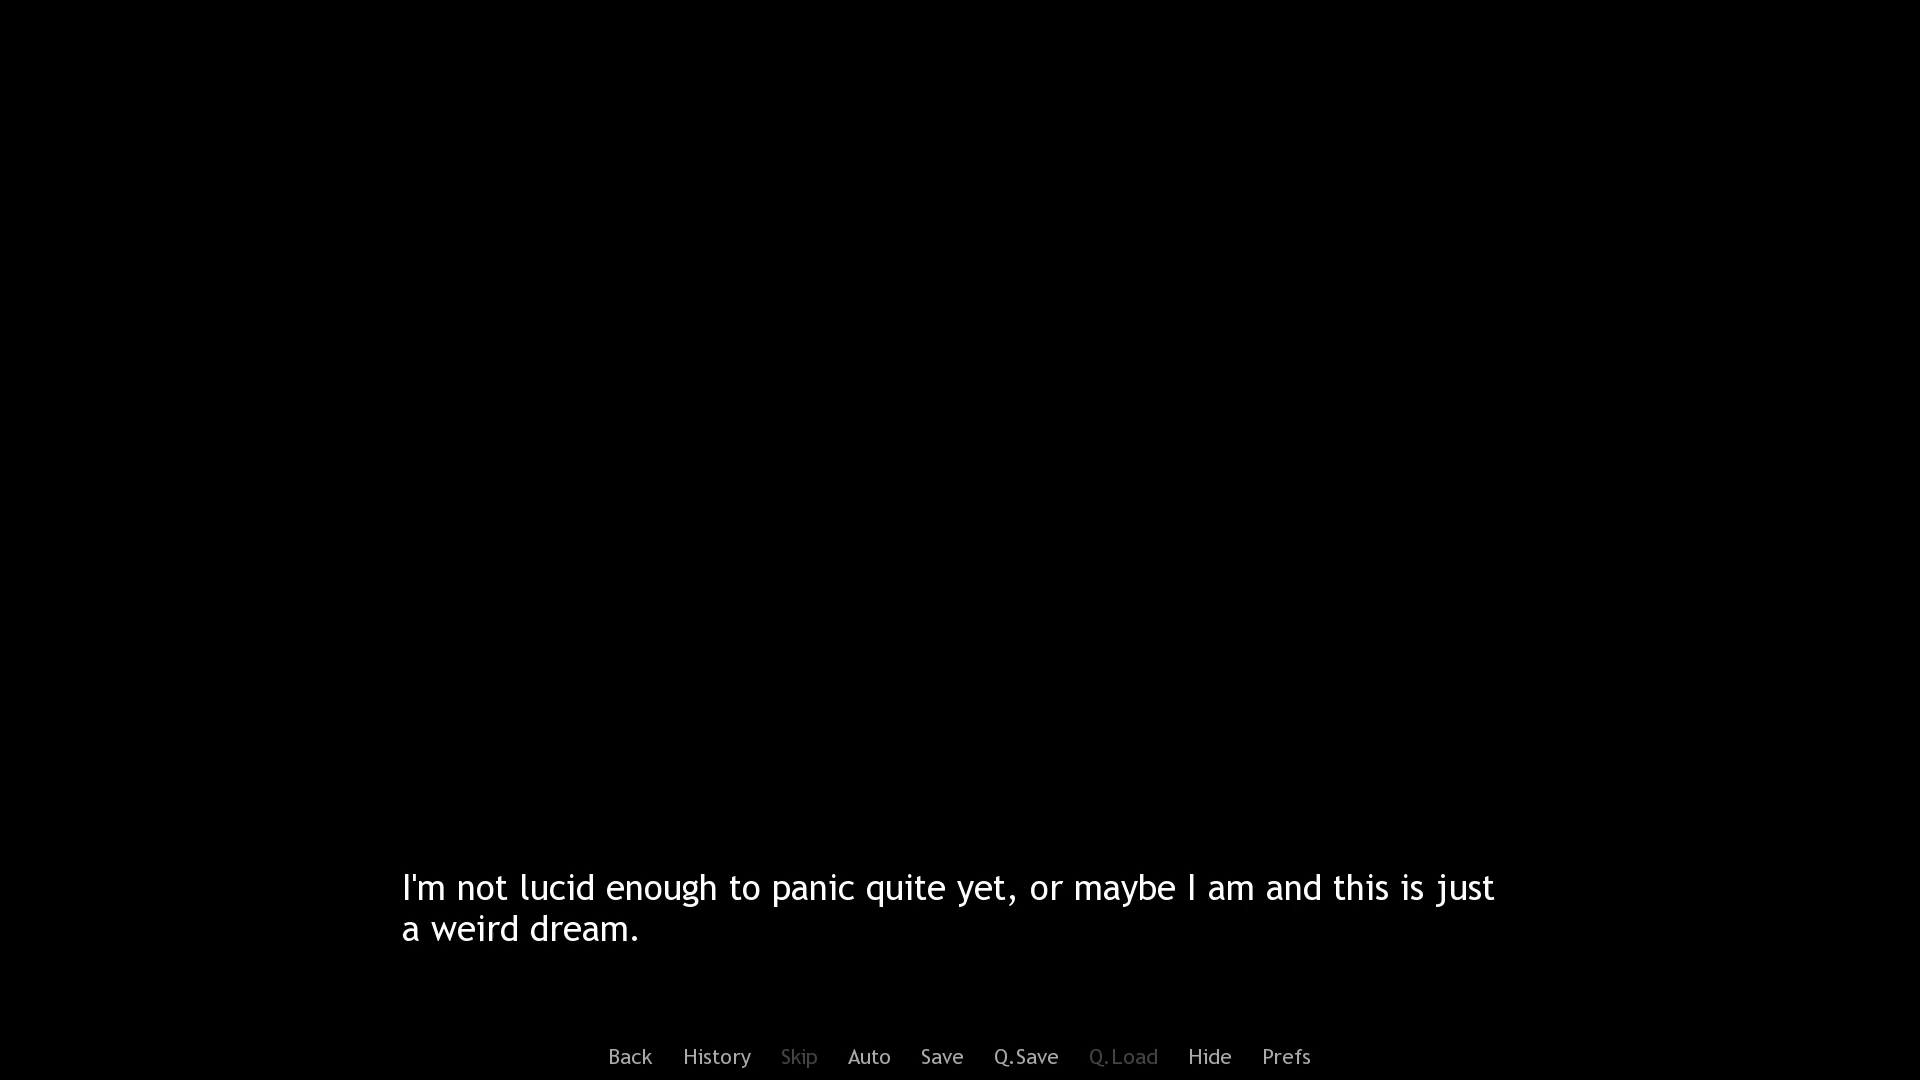 I'm not lucid enough to panic quite yet, or maybe I am and this is just
a weird dream.
Back History Skip Auto Save Q.Save Q.Load Hide Prefs